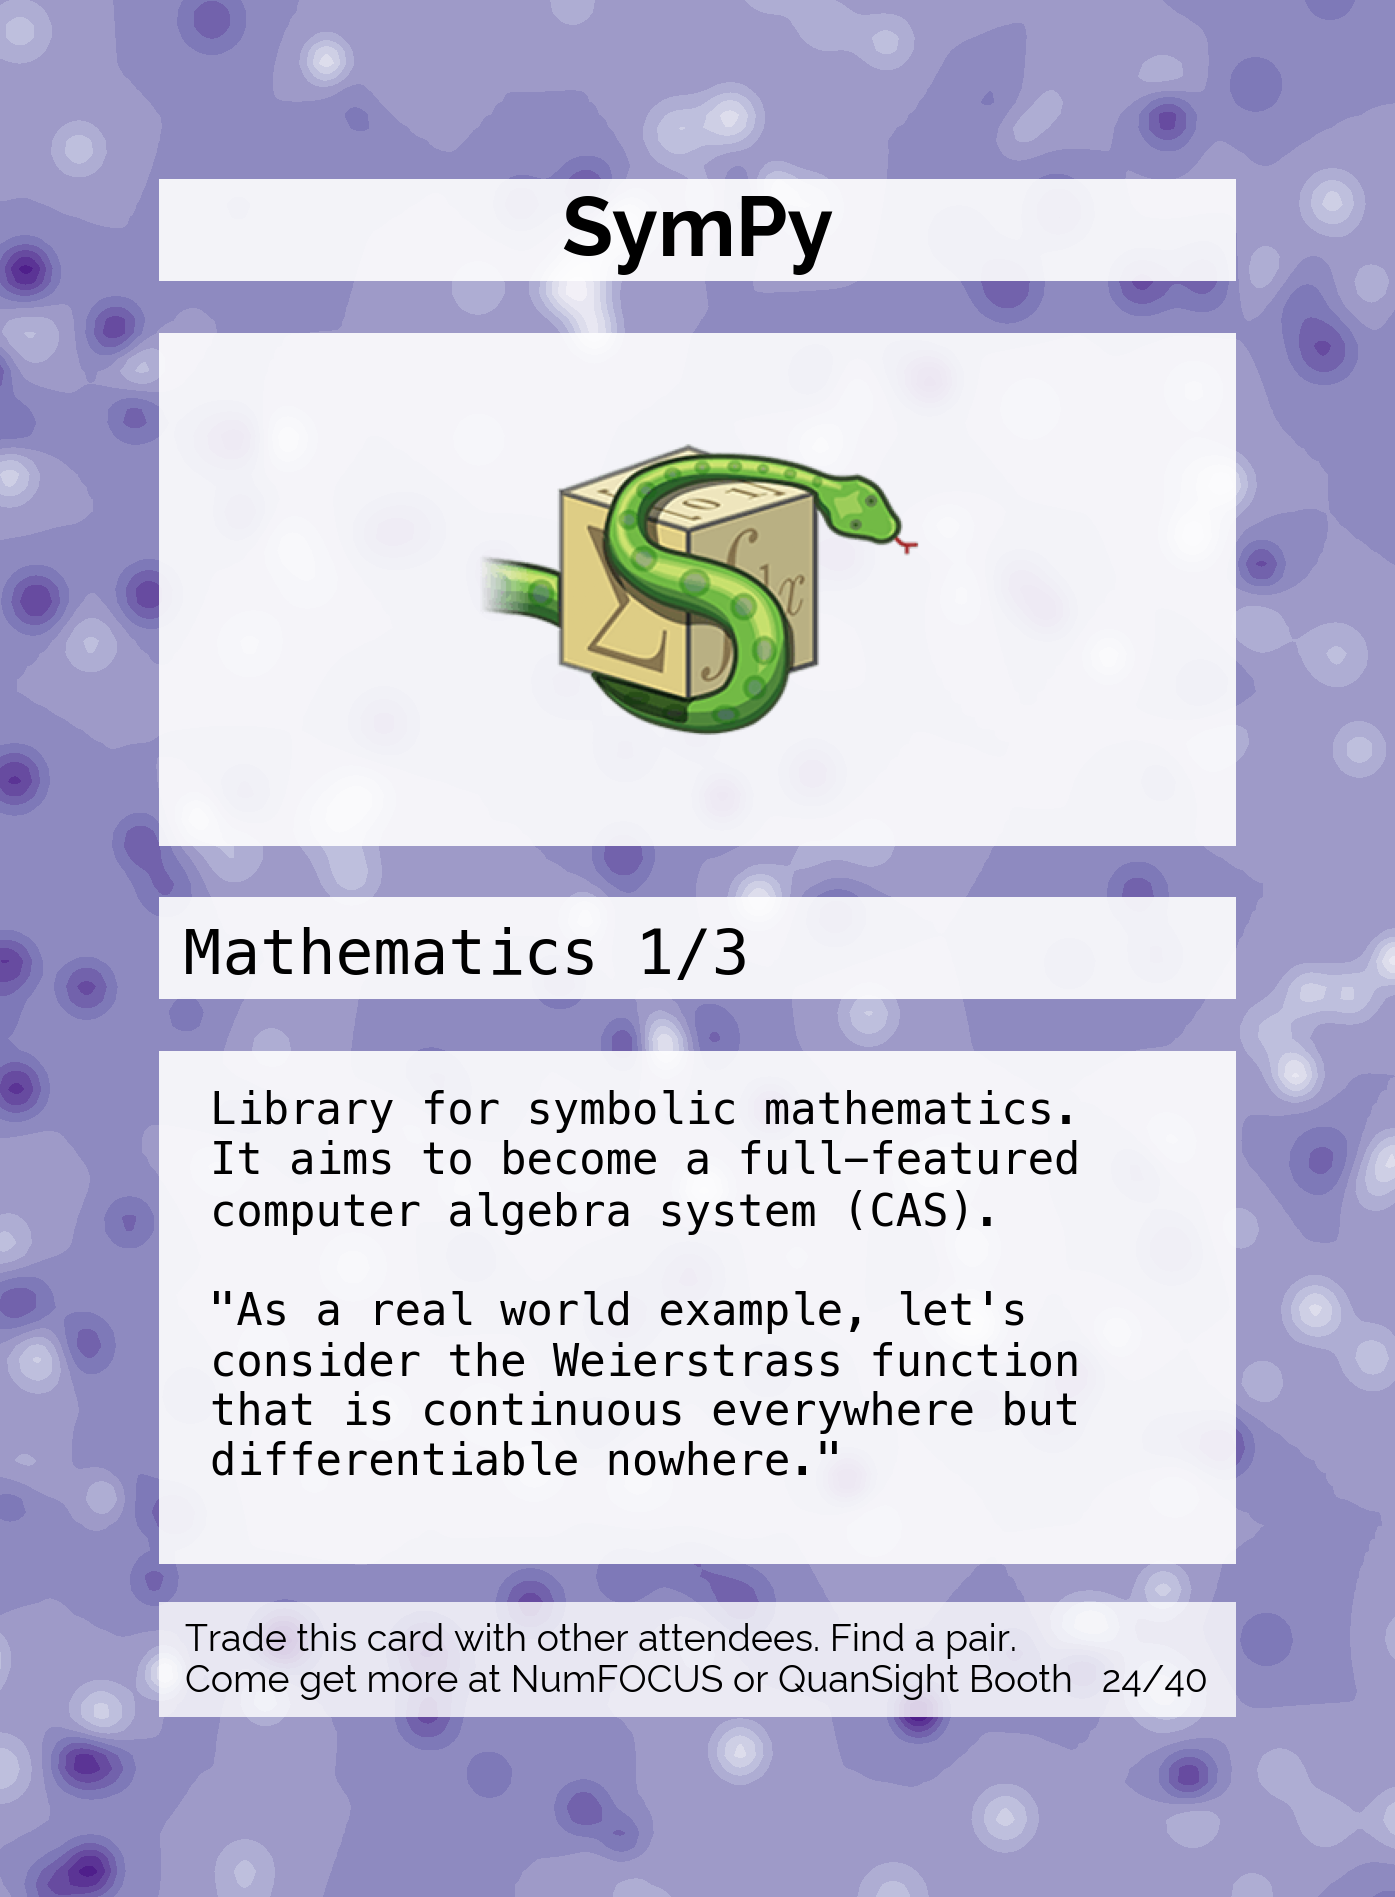 SymPy
Σ
∫
x
Mathematics 1/3
Library for symbolic mathematics.
It aims to become a full-featured
computer algebra system (CAS).
"As a real world example, let's
consider the Weierstrass function
that is continuous everywhere but
differentiable nowhere."
Trade this card with other attendees. Find a pair.
Come get more at NumFOCUS or QuanSight Booth 24/40